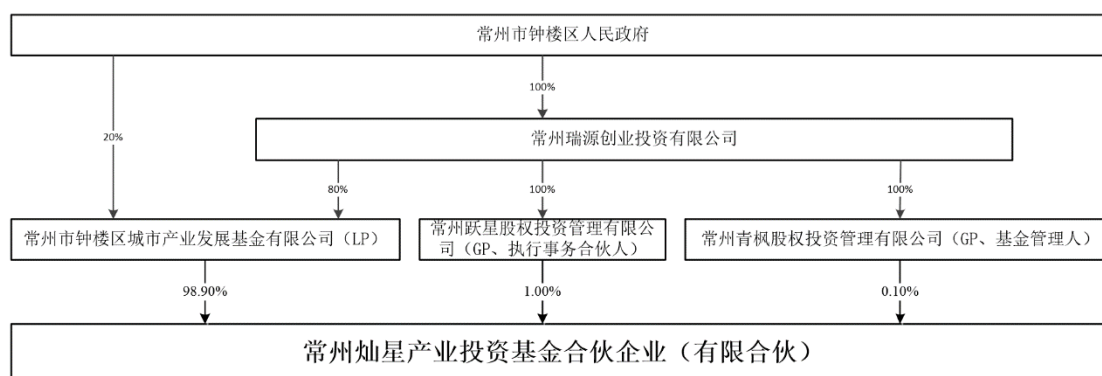 常州市钟楼区人民政府
100%
20%
常州瑞源创业投资有限公司
80%
100%
100%
常州市钟楼区城市产业发展基金有限公司（LP）
常州跃星股权投资管理有限公
司（GP、执行事务合伙人）
常州青枫股权投资管理有限公司（GP、基金管理人）
98.90%
1.00%
0.10%
常州灿星产业投资基金合伙企业（有限合伙）